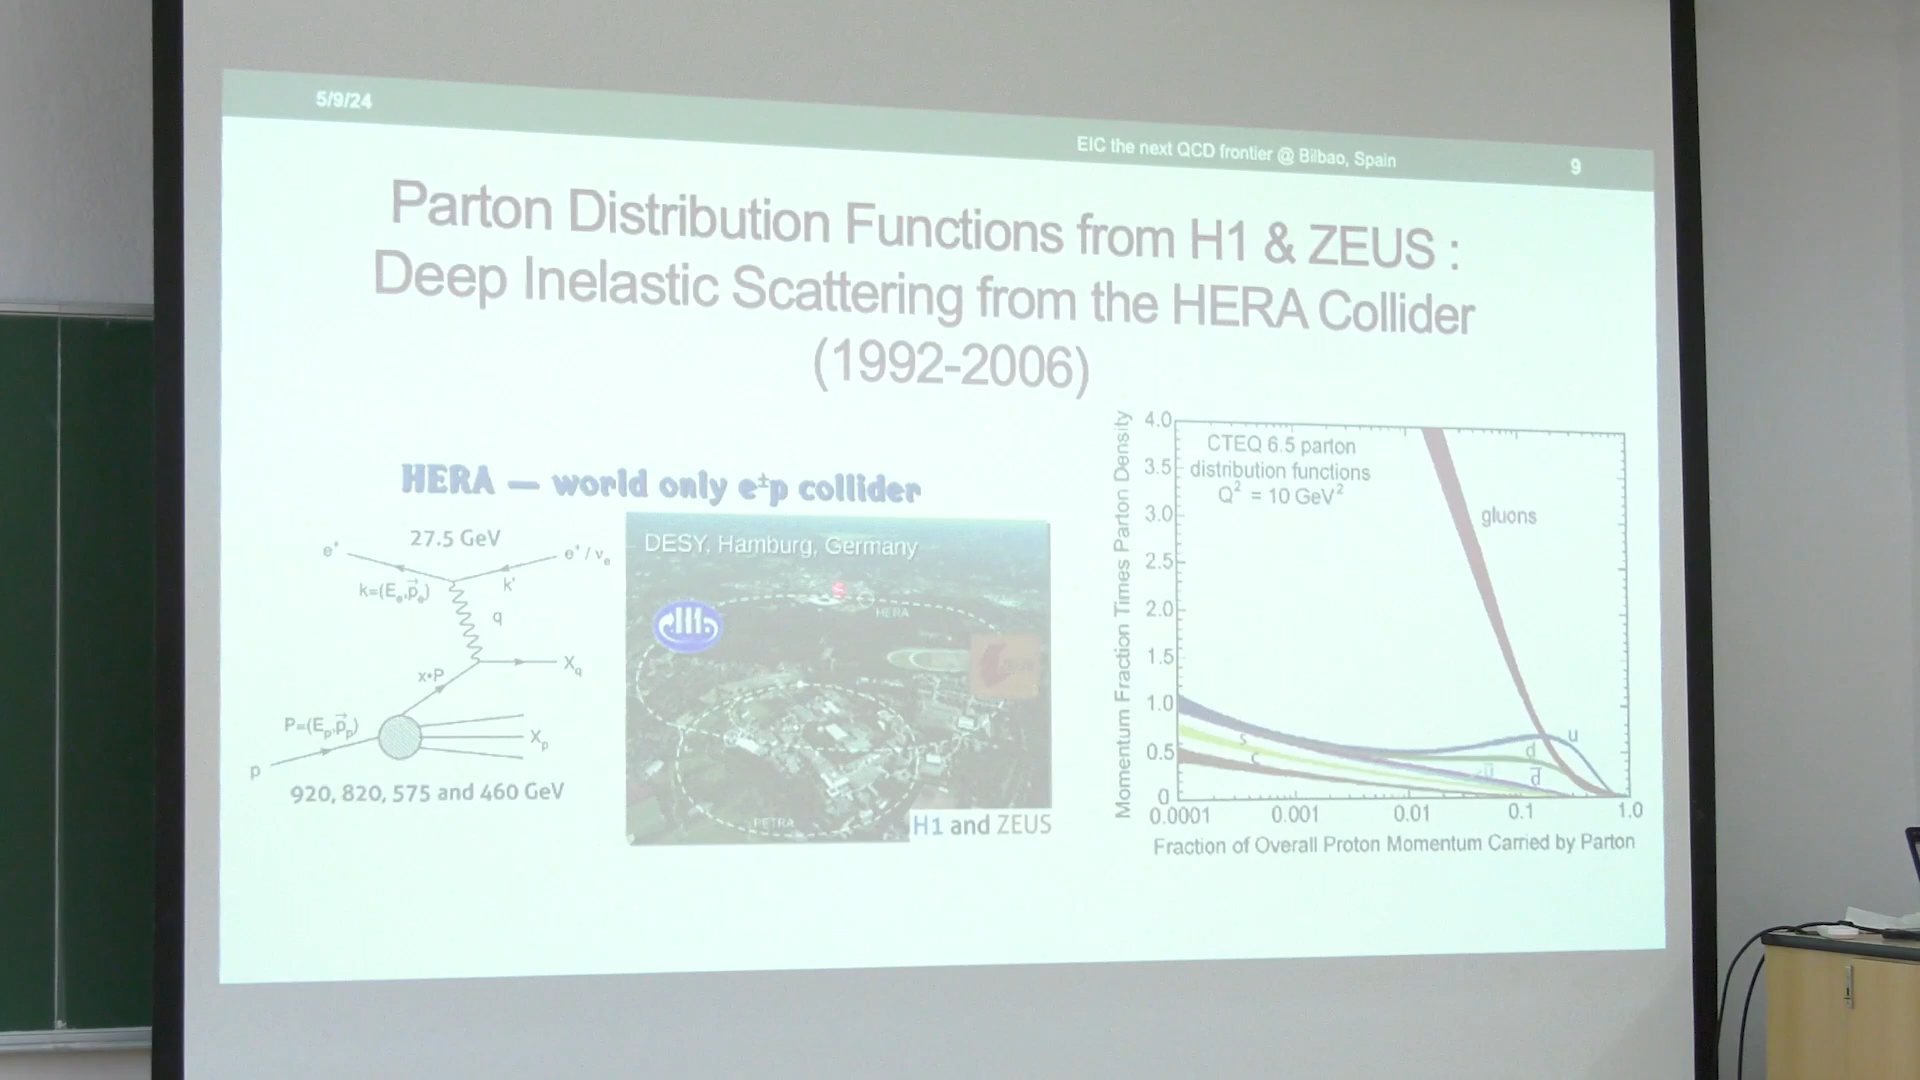 5/9/24
EIC the next QCD frontier @ Bilbao, Spain
9
Parton Distribution Functions from H1 & ZEUS :
Deep Inelastic Scattering from the HERA Collider
(1992-2006)
HERA — world only e±p collider
27.5 GeV
e⁺
e⁺ / νₑ
k=(Eₑ,p⃗ₑ)
k'
q
x•P
X_q
P=(E_p,p⃗_p)
X_p
p
920, 820, 575 and 460 GeV
DESY, Hamburg, Germany
HERA
H1
PETRA
H1 and ZEUS
Momentum Fraction Times Parton Density
4.0
3.5
3.0
2.5
2.0
1.5
1.0
0.5
0
CTEQ 6.5 parton
distribution functions
Q² = 10 GeV²
gluons
s
c
u
d
ū
d̄
0.0001 0.001 0.01 0.1 1.0
Fraction of Overall Proton Momentum Carried by Parton